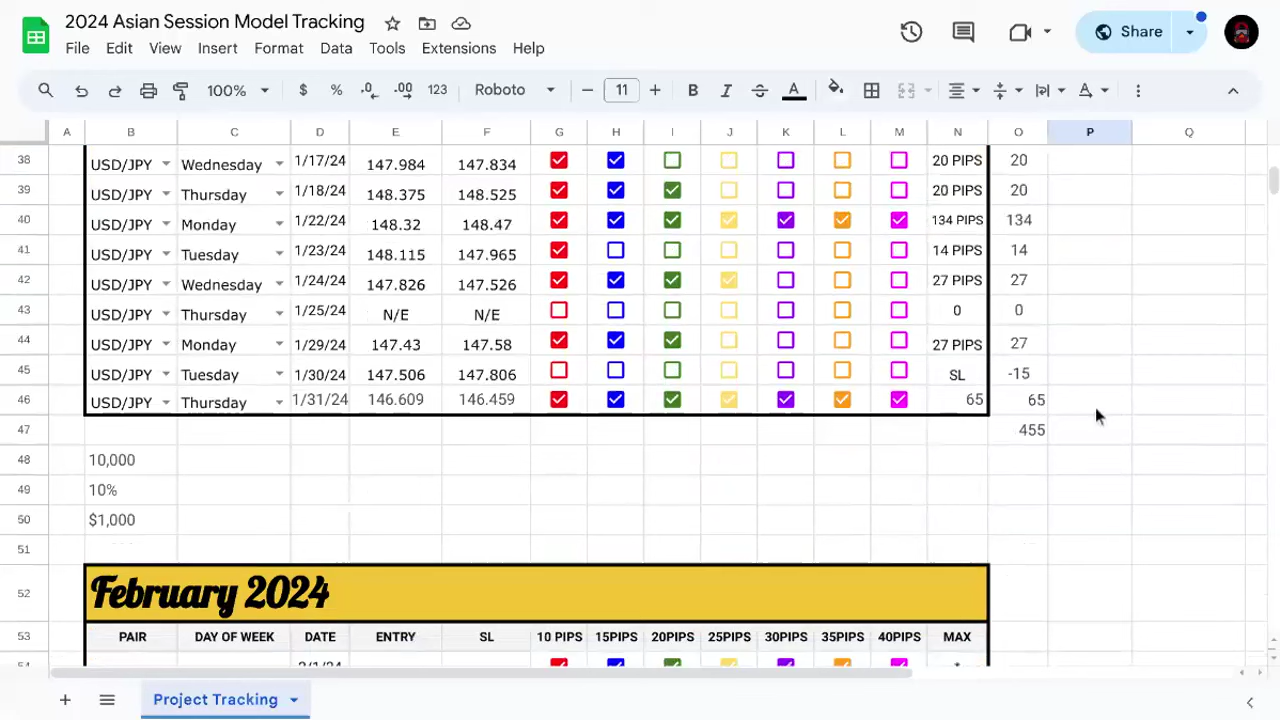 2024 Asian Session Model Tracking
Share
File Edit View Insert Format Data Tools Extensions Help
100% $ % .0 .00 123 Roboto 11 B I S A
A B C D E F G H I J K L M N O P Q
38 USD/JPY Wednesday 1/17/24 147.984 147.834 20 PIPS 20
39 USD/JPY Thursday 1/18/24 148.375 148.525 20 PIPS 20
40 USD/JPY Monday 1/22/24 148.32 148.47 134 PIPS 134
41 USD/JPY Tuesday 1/23/24 148.115 147.965 14 PIPS 14
42 USD/JPY Wednesday 1/24/24 147.826 147.526 27 PIPS 27
43 USD/JPY Thursday 1/25/24 N/E N/E 0 0
44 USD/JPY Monday 1/29/24 147.43 147.58 27 PIPS 27
45 USD/JPY Tuesday 1/30/24 147.506 147.806 SL -15
46 USD/JPY Thursday 1/31/24 146.609 146.459 65 65
47 455
48 10,000
49 10%
50 $1,000
51
52 February 2024
53 PAIR DAY OF WEEK DATE ENTRY SL 10 PIPS 15PIPS 20PIPS 25PIPS 30PIPS 35PIPS 40PIPS MAX
Project Tracking